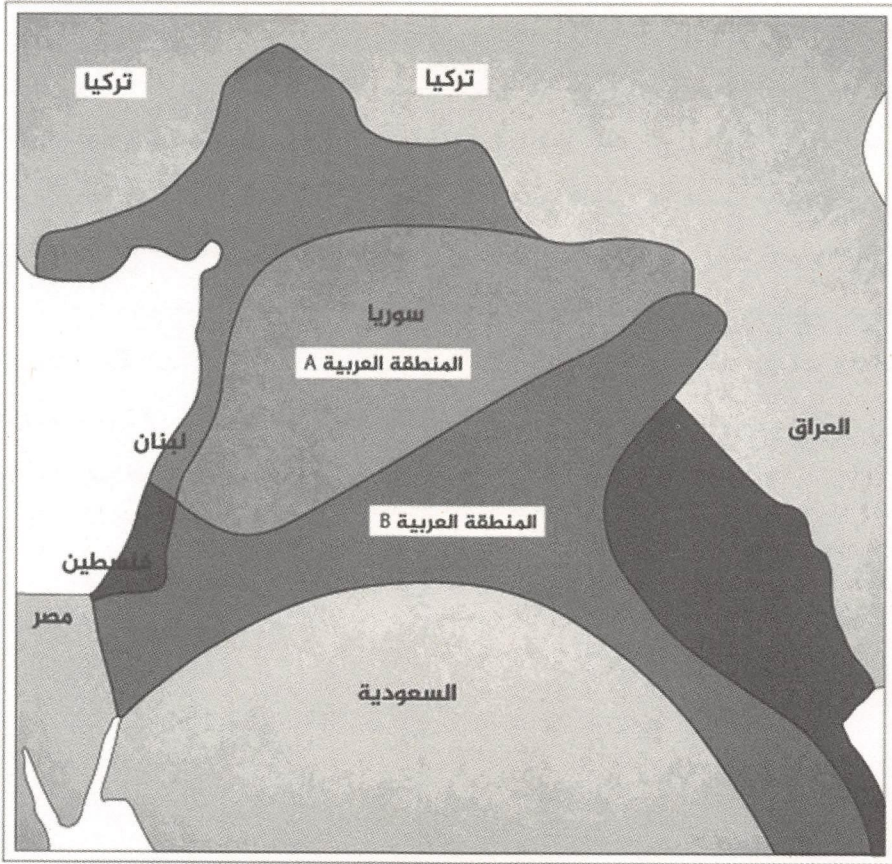 تركيا
تركيا
سوريا
المنطقة العربية A
لبنان
العراق
المنطقة العربية B
فلسطين
مصر
السعودية